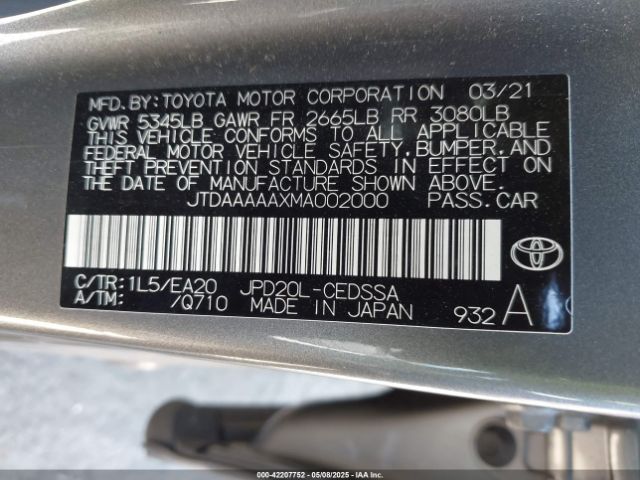 MFD.BY:TOYOTA MOTOR CORPORATION 03/21
GVWR 5345LB GAWR FR 2665LB RR 3080LB
THIS VEHICLE CONFORMS TO ALL APPLICABLE
FEDERAL MOTOR VEHICLE SAFETY,BUMPER,AND
THEFT PREVENTION STANDARDS IN EFFECT ON
THE DATE OF MANUFACTURE SHOWN ABOVE.
JTDAAAAAXMA002000 PASS.CAR
C/TR:1L5/EA20 JPD20L-CEDSSA
A/TM: /Q710 MADE IN JAPAN 932 A
000-42207752 | 05/08/2025 | IAA Inc.